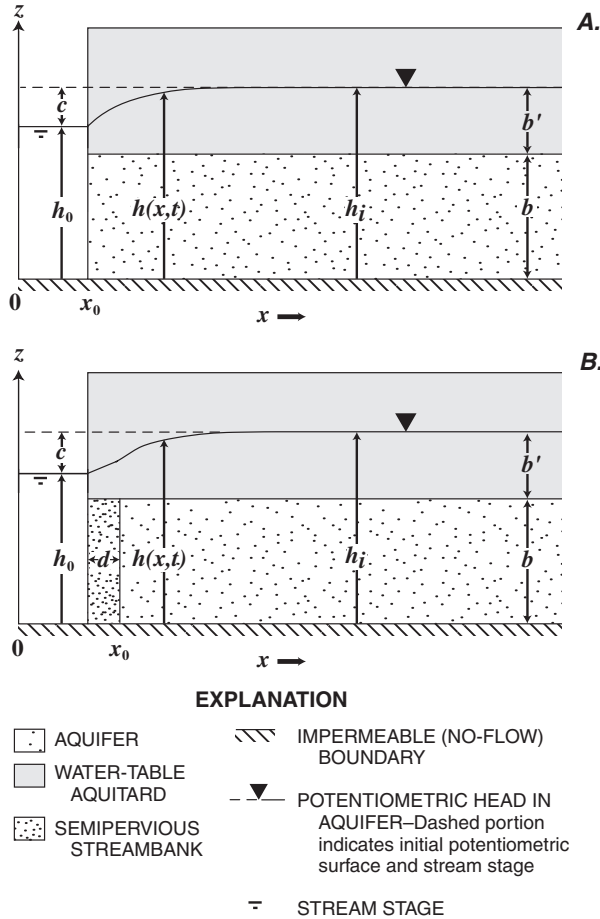 z
A.
c
b'
h₀
h(x,t)
hᵢ
b
0
x₀
x
z
B.
c
b'
h₀
d
h(x,t)
hᵢ
b
0
x₀
x
EXPLANATION
AQUIFER
WATER-TABLE
AQUITARD
SEMIPERVIOUS
STREAMBANK
IMPERMEABLE (NO-FLOW)
BOUNDARY
POTENTIOMETRIC HEAD IN
AQUIFER–Dashed portion
indicates initial potentiometric
surface and stream stage
STREAM STAGE